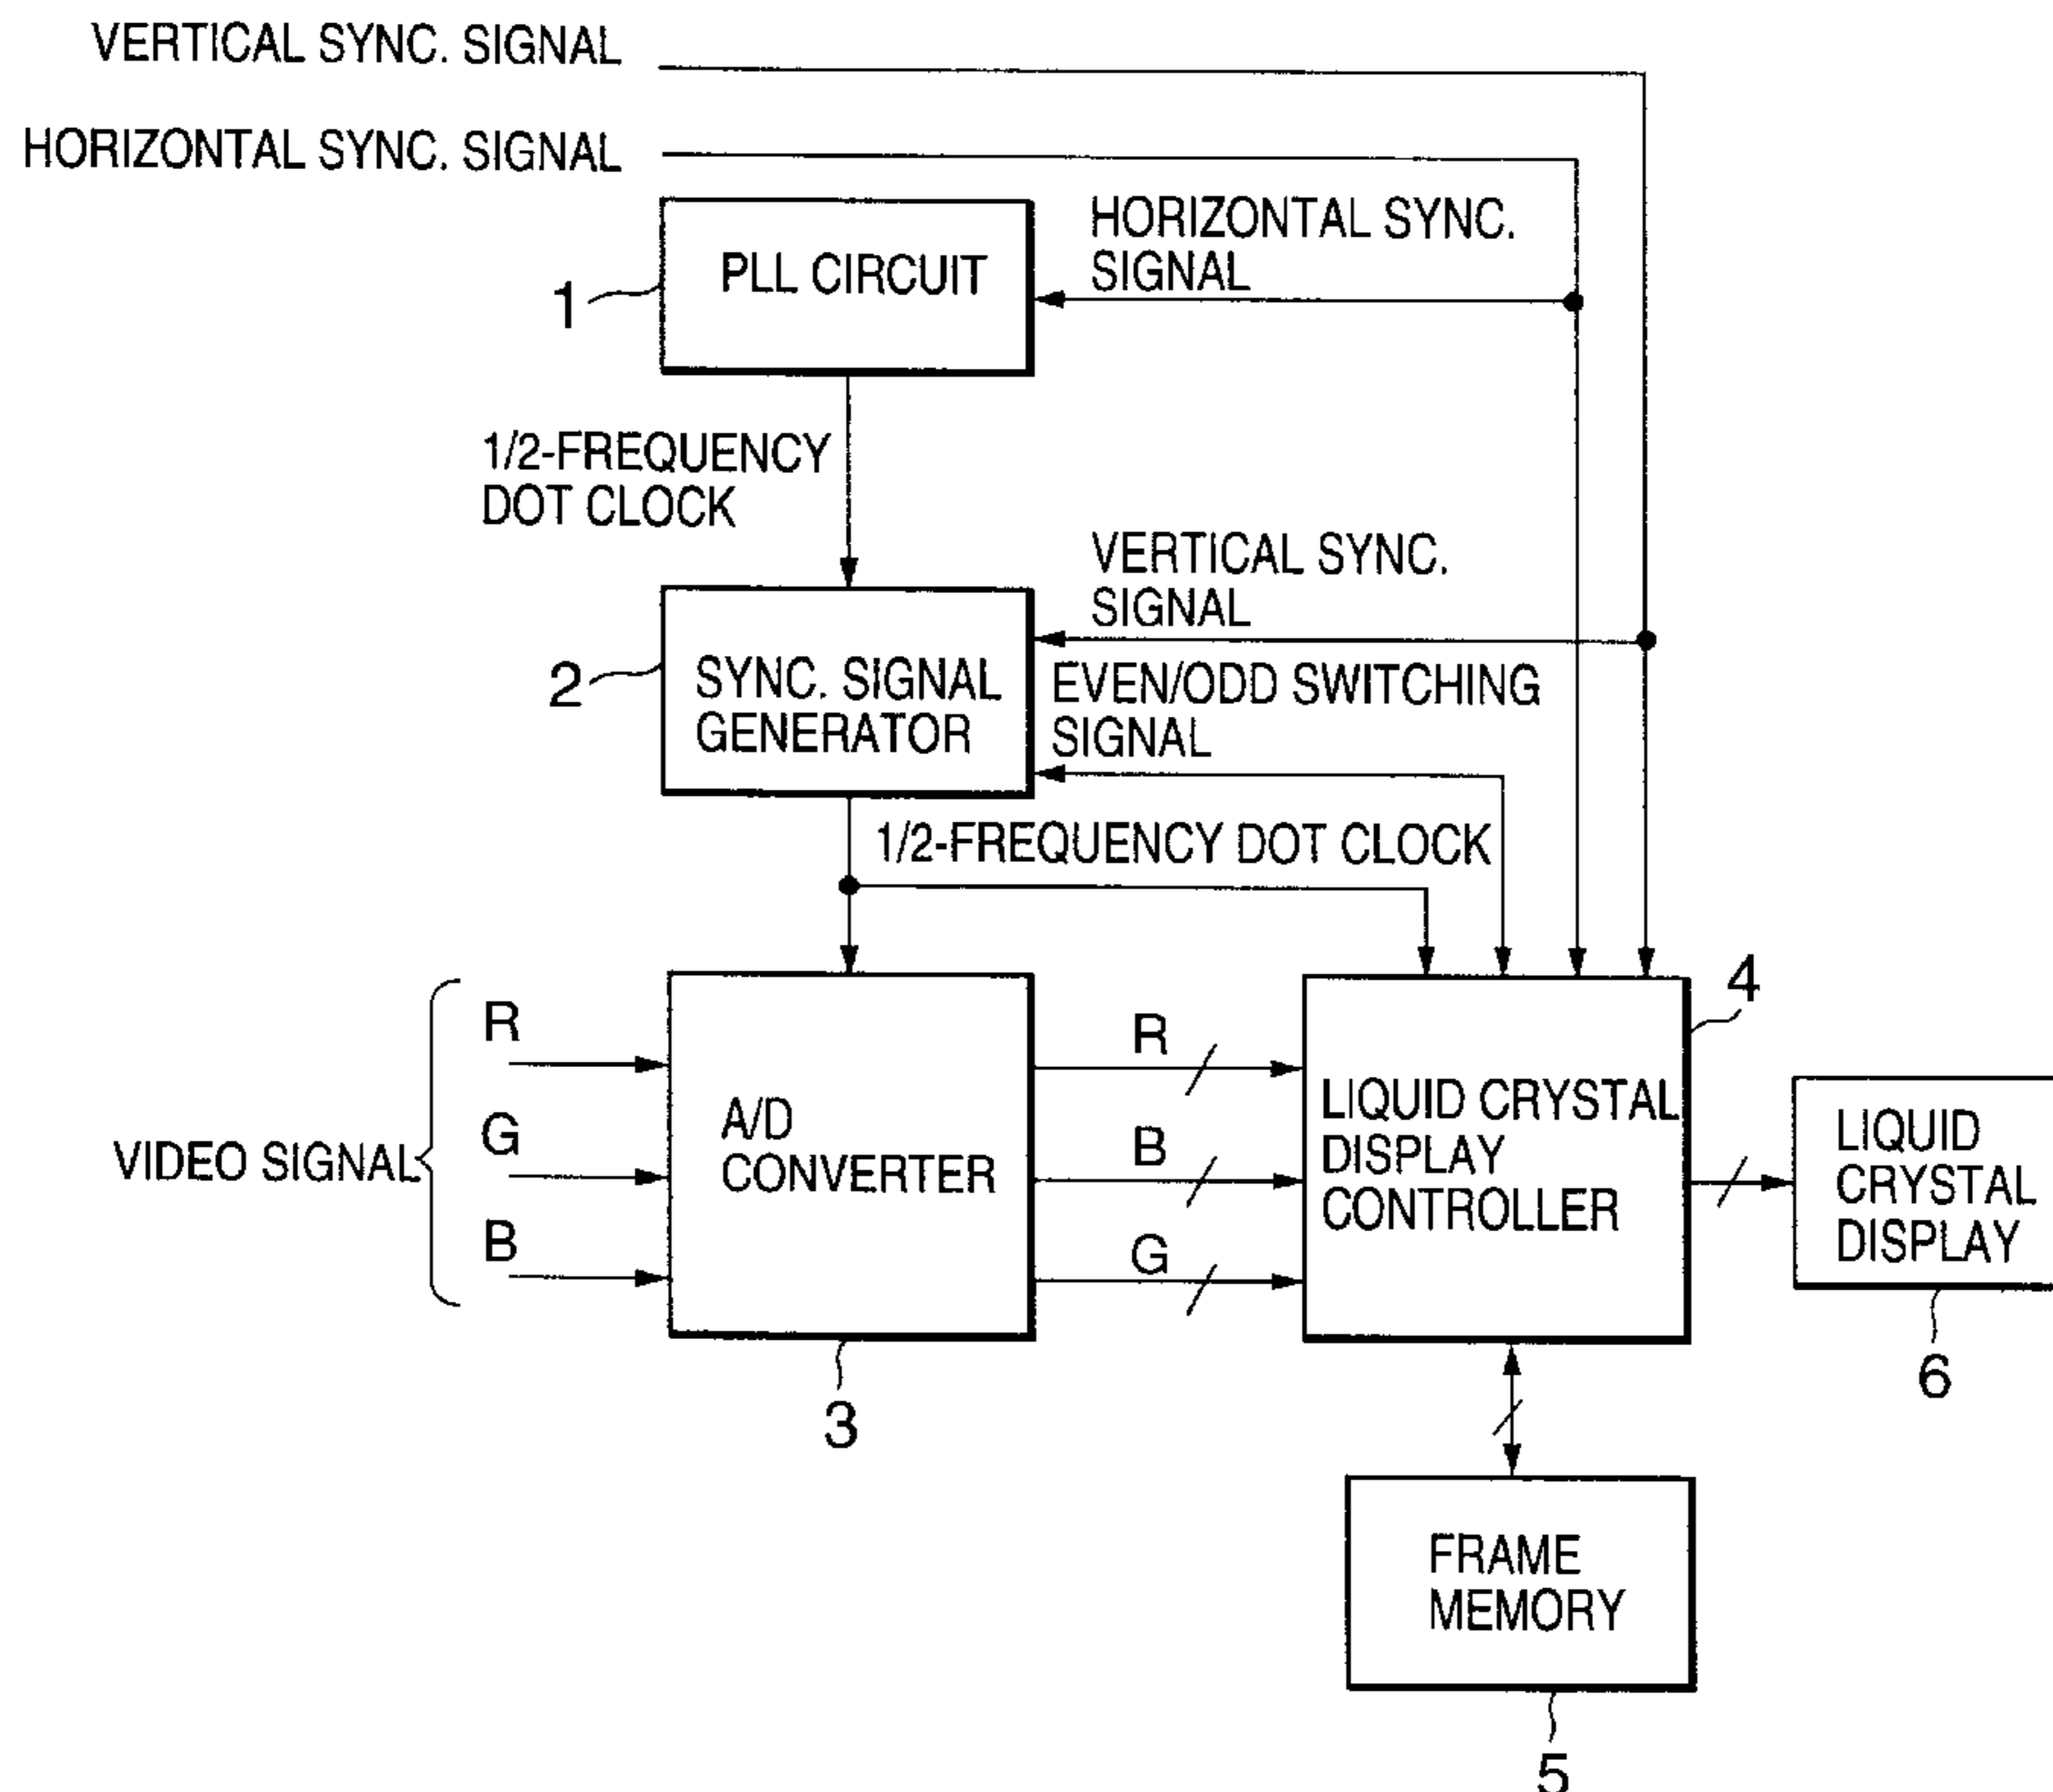 VERTICAL SYNC. SIGNAL
HORIZONTAL SYNC. SIGNAL
PLL CIRCUIT
1
HORIZONTAL SYNC.
SIGNAL
1/2-FREQUENCY
DOT CLOCK
VERTICAL SYNC.
SIGNAL
2
SYNC. SIGNAL
GENERATOR
EVEN/ODD SWITCHING
SIGNAL
1/2-FREQUENCY DOT CLOCK
VIDEO SIGNAL
R
G
B
A/D
CONVERTER
3
R
B
G
LIQUID CRYSTAL
DISPLAY
CONTROLLER
4
LIQUID
CRYSTAL
DISPLAY
6
FRAME
MEMORY
5